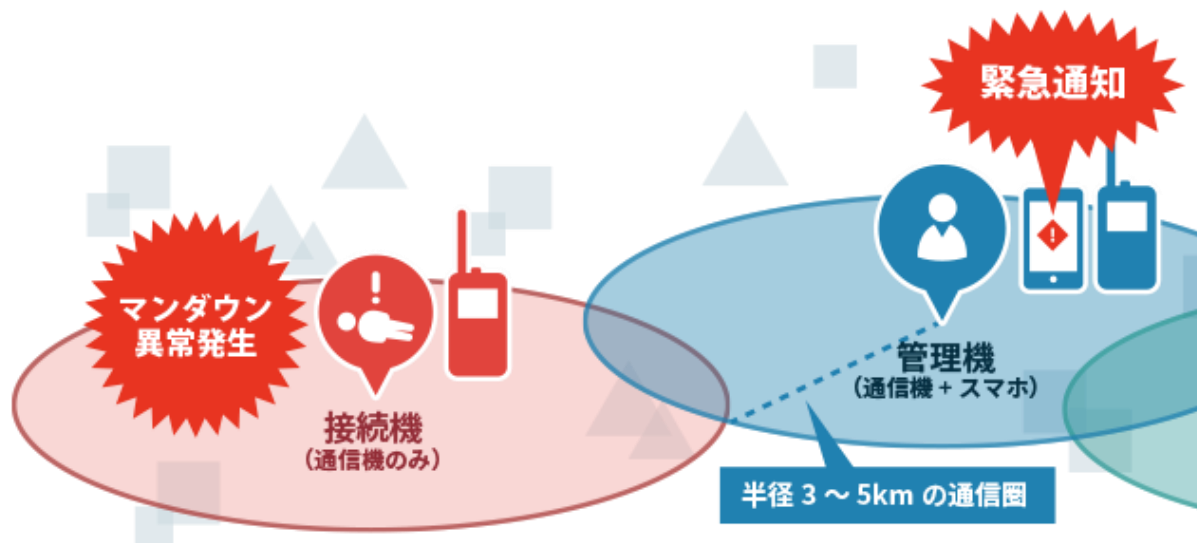 緊急通知
マンダウン
異常発生
!
!
接続機
（通信機のみ）
管理機
（通信機 + スマホ）
半径 3 〜 5km の通信圏